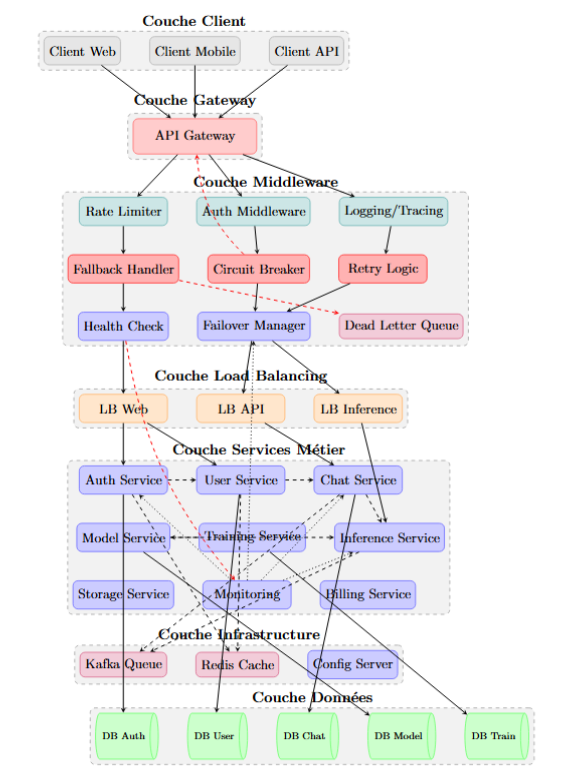 Couche Client
Client Web Client Mobile Client API
Couche Gateway
API Gateway
Couche Middleware
Rate Limiter Auth Middleware Logging/Tracing
Fallback Handler Circuit Breaker Retry Logic
Health Check Failover Manager Dead Letter Queue
Couche Load Balancing
LB Web LB API LB Inference
Couche Services Métier
Auth Service User Service Chat Service
Model Service Training Service Inference Service
Storage Service Monitoring Billing Service
Couche Infrastructure
Kafka Queue Redis Cache Config Server
Couche Données
DB Auth DB User DB Chat DB Model DB Train